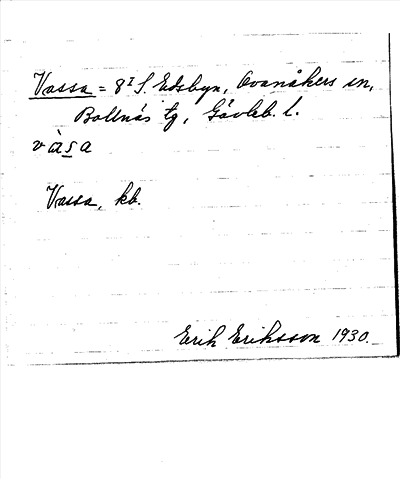 Vassa = 8^I S. Edsbyn, Ovanåkers sn,
Bollnäs tg, Gävleb. l.
vàsa
Vassa, kb.
Erik Eriksson 1930.